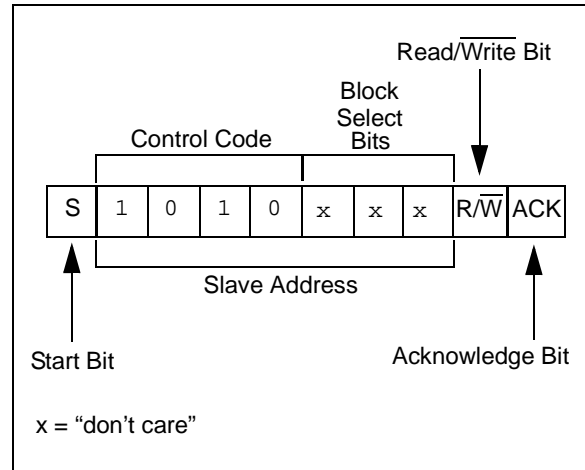 Read/Write Bit
Block
Select
Bits
Control Code
S 1 0 1 0 x x x R/W ACK
Slave Address
Start Bit
Acknowledge Bit
x = “don’t care”